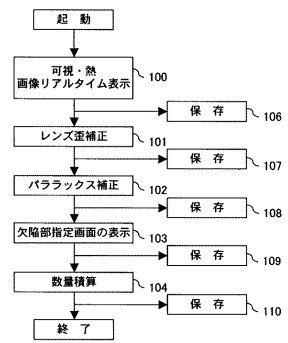 起 動
可視・熱
画像リアルタイム表示
100
保 存
106
レンズ歪補正
101
保 存
107
パララックス補正
102
保 存
108
欠陥部指定画面の表示
103
保 存
109
数量積算
104
保 存
110
終 了